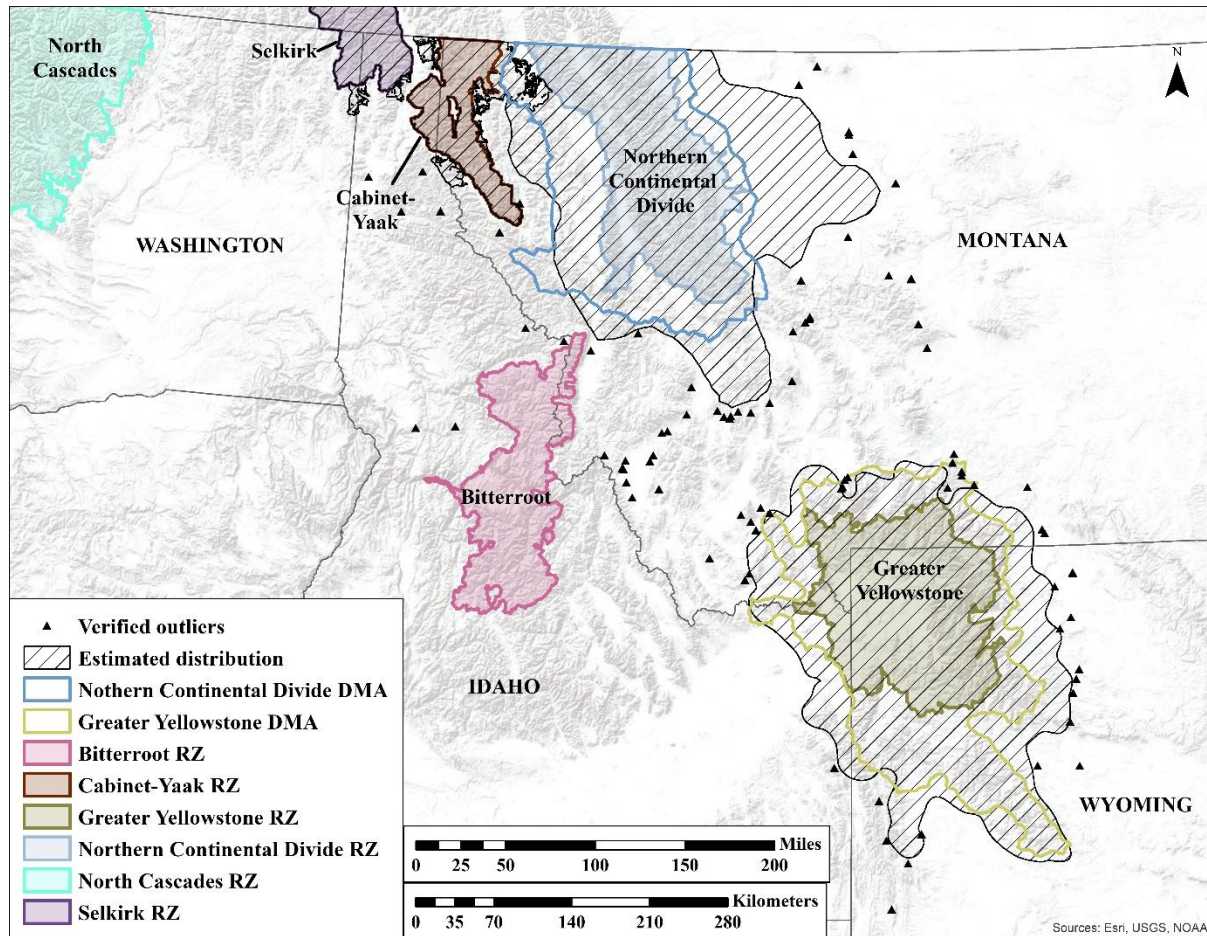 North
Cascades
Selkirk
N
Northern
Continental
Divide
Cabinet-
Yaak
WASHINGTON
MONTANA
Bitterroot
Greater
Yellowstone
IDAHO
WYOMING
Verified outliers
Estimated distribution
Nothern Continental Divide DMA
Greater Yellowstone DMA
Bitterroot RZ
Cabinet-Yaak RZ
Greater Yellowstone RZ
Northern Continental Divide RZ
North Cascades RZ
Selkirk RZ
Miles
0 25 50 100 150 200
Kilometers
0 35 70 140 210 280
Sources: Esri, USGS, NOAA